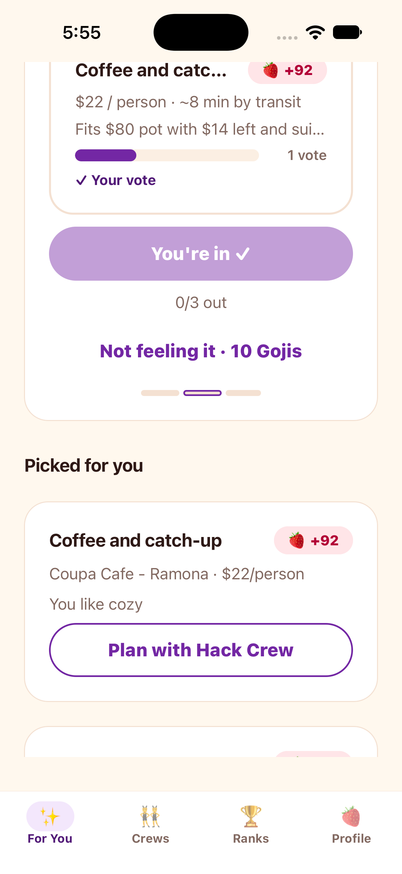 5:55
Coffee and catc...
+92
$22 / person · ~8 min by transit
Fits $80 pot with $14 left and sui...
1 vote
✓ Your vote
You're in ✓
0/3 out
Not feeling it · 10 Gojis
Picked for you
Coffee and catch-up
+92
Coupa Cafe - Ramona · $22/person
You like cozy
Plan with Hack Crew
For You
Crews
Ranks
Profile